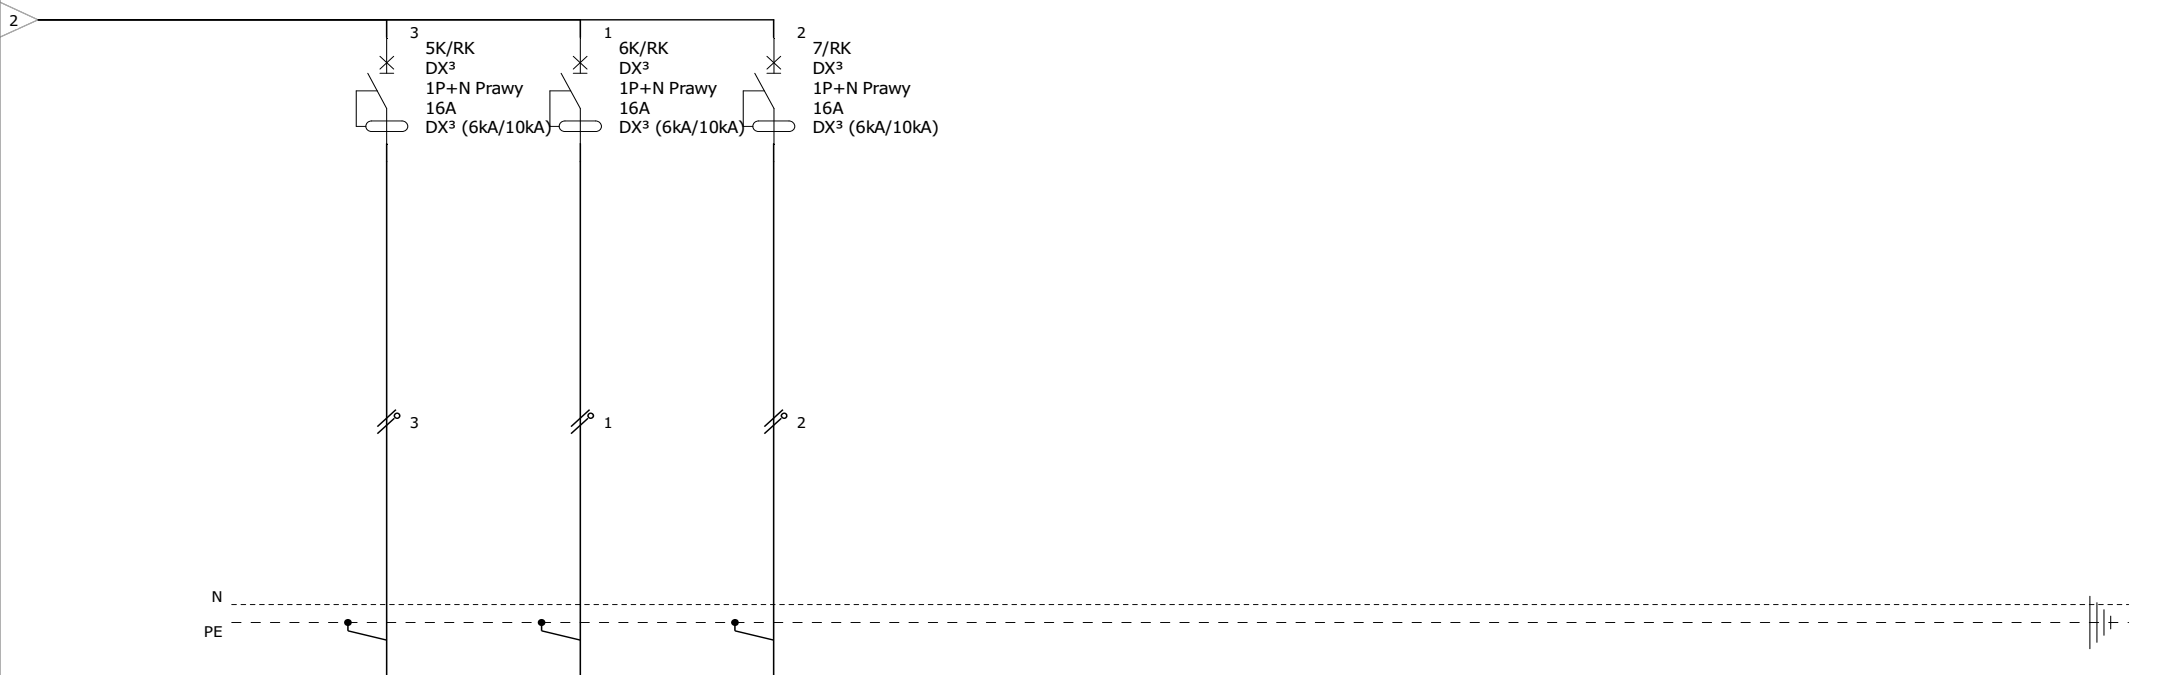 2
3
5K/RK
DX³
1P+N Prawy
16A
DX³ (6kA/10kA)
1
6K/RK
DX³
1P+N Prawy
16A
DX³ (6kA/10kA)
2
7/RK
DX³
1P+N Prawy
16A
DX³ (6kA/10kA)
3
1
2
N
PE